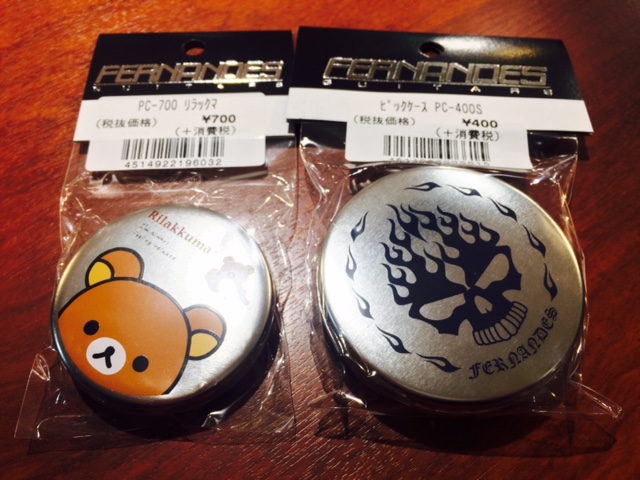 FERNANDES
GUITARS
PC-700 ﾘﾗｯｸﾏ
(税抜価格) ¥700
(+消費税)
4514922196032
Rilakkuma
FERNANDES
GUITARS
ﾋﾟｯｸｹｰｽ PC-400S
(税抜価格) ¥400
(+消費税)
FERNANDES